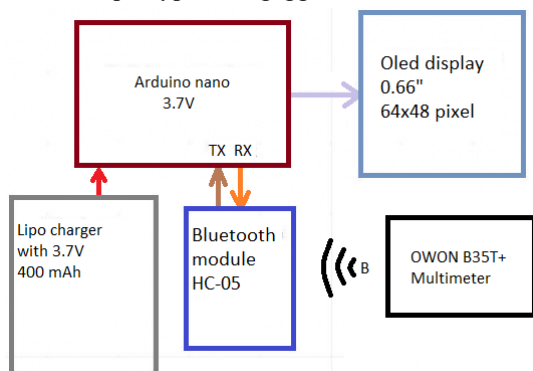 Arduino nano
3.7V
TX RX
Oled display
0.66"
64x48 pixel
Lipo charger
with 3.7V
400 mAh
Bluetooth
module
HC-05
B
OWON B35T+
Multimeter